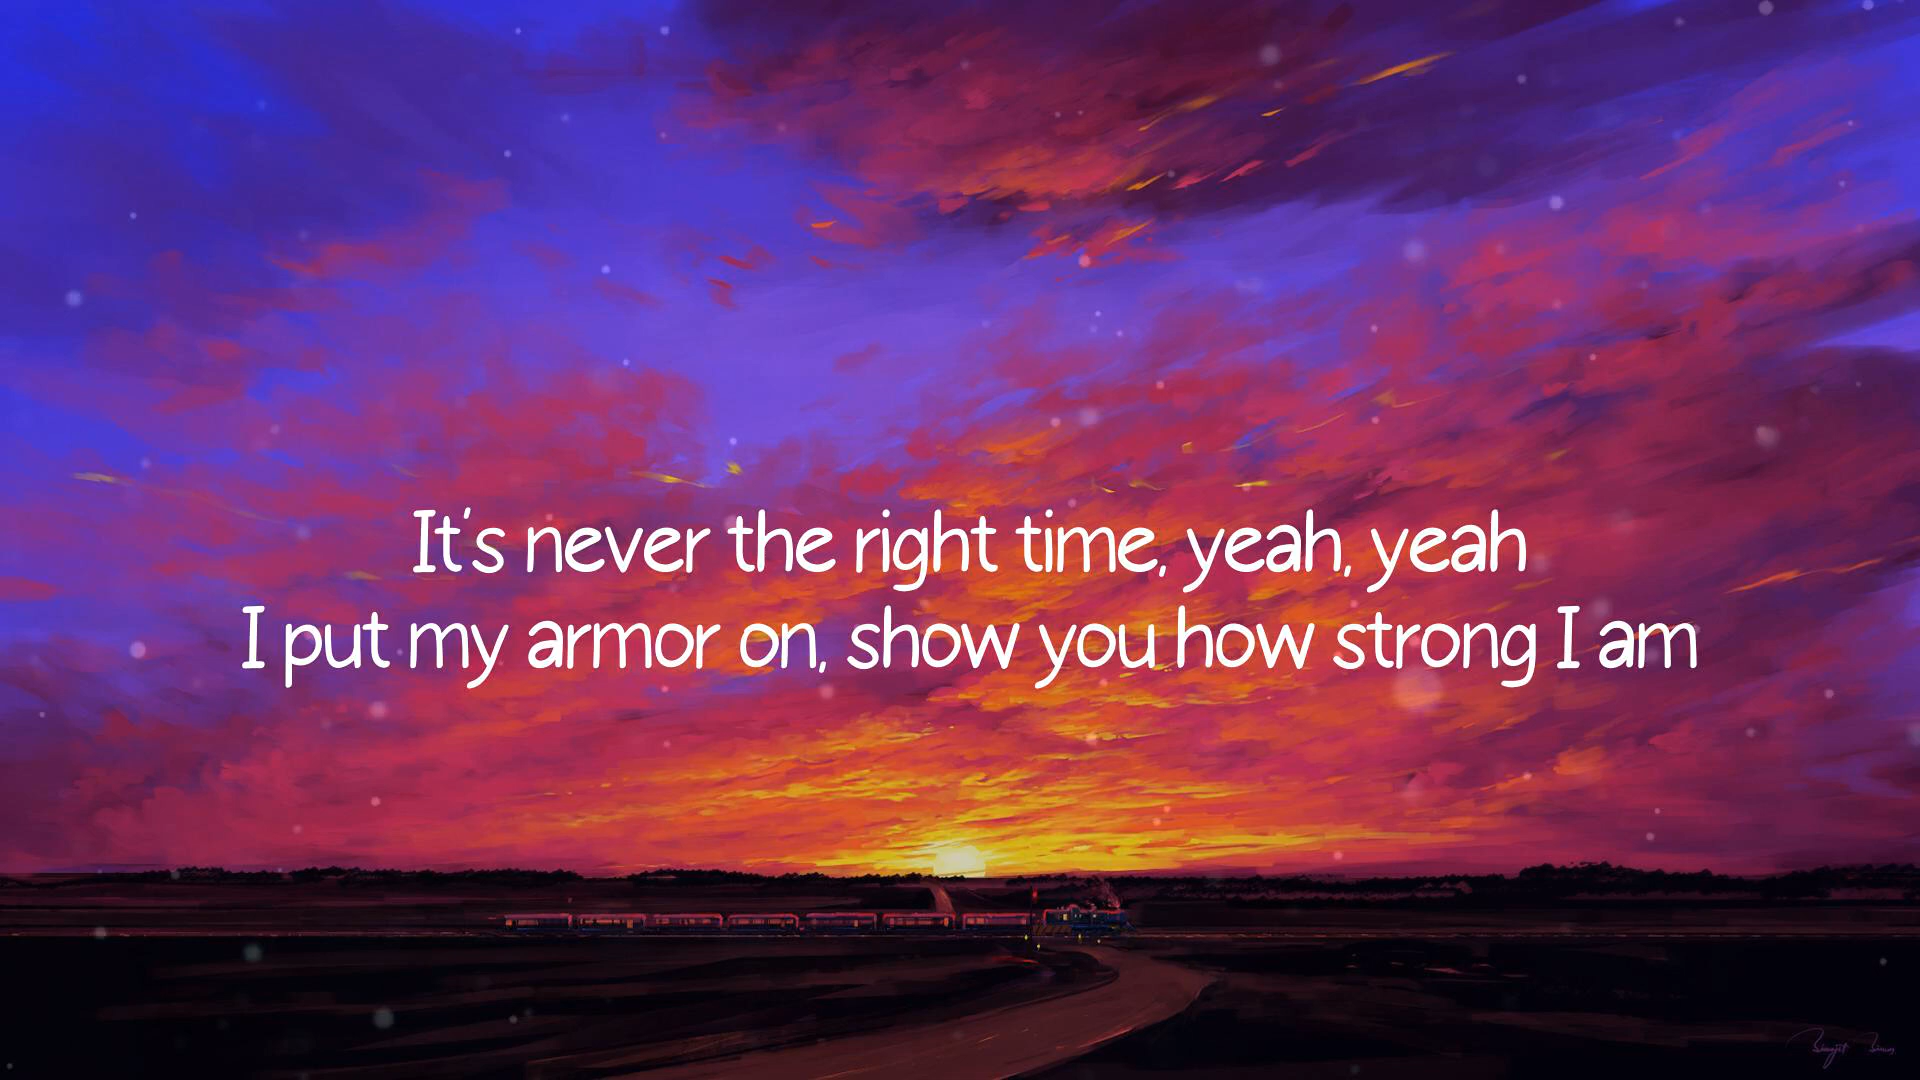 It's never the right time, yeah, yeah
I put my armor on, show you how strong I am